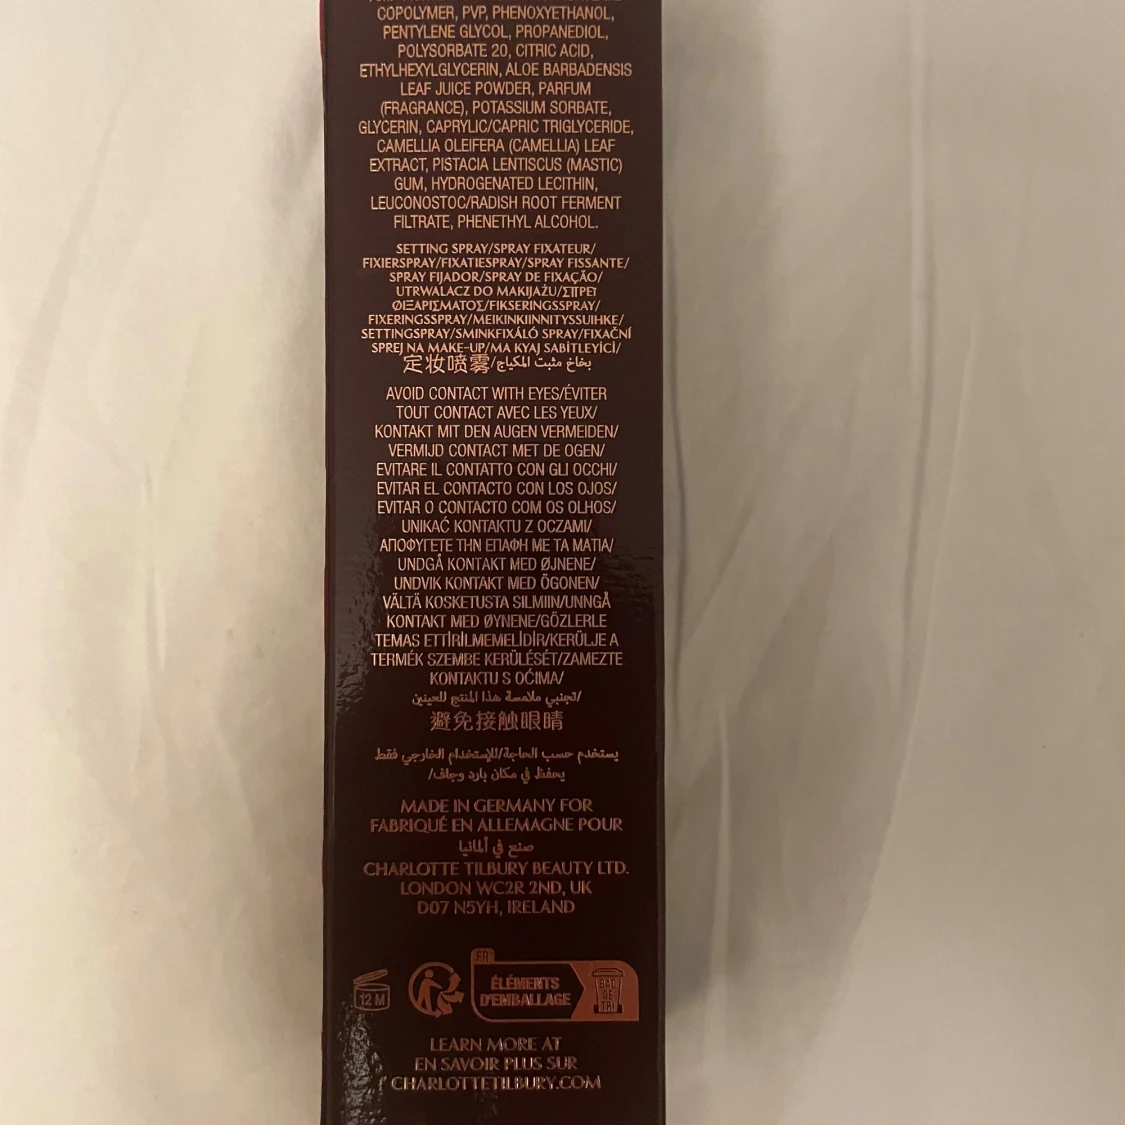 COPOLYMER, PVP, PHENOXYETHANOL,
PENTYLENE GLYCOL, PROPANEDIOL,
POLYSORBATE 20, CITRIC ACID,
ETHYLHEXYLGLYCERIN, ALOE BARBADENSIS
LEAF JUICE POWDER, PARFUM
(FRAGRANCE), POTASSIUM SORBATE,
GLYCERIN, CAPRYLIC/CAPRIC TRIGLYCERIDE,
CAMELLIA OLEIFERA (CAMELLIA) LEAF
EXTRACT, PISTACIA LENTISCUS (MASTIC)
GUM, HYDROGENATED LECITHIN,
LEUCONOSTOC/RADISH ROOT FERMENT
FILTRATE, PHENETHYL ALCOHOL.
SETTING SPRAY/SPRAY FIXATEUR/
FIXIERSPRAY/FIXATIESPRAY/SPRAY FISSANTE/
SPRAY FIJADOR/SPRAY DE FIXAÇÃO/
UTRWALACZ DO MAKIJAŻU/ΣΠΡΕΪ
ΦΙΞΑΡΙΣΜΑΤΟΣ/FIKSERINGSSPRAY/
FIXERINGSSPRAY/MEIKINKIINNITYSSUIHKE/
SETTINGSPRAY/SMINKFIXÁLÓ SPRAY/FIXAČNÍ
SPREJ NA MAKE-UP/MA KYAJ SABİTLEYİCİ/
定妆喷雾/بخاخ مثبت المكياج
AVOID CONTACT WITH EYES/ÉVITER
TOUT CONTACT AVEC LES YEUX/
KONTAKT MIT DEN AUGEN VERMEIDEN/
VERMIJD CONTACT MET DE OGEN/
EVITARE IL CONTATTO CON GLI OCCHI/
EVITAR EL CONTACTO CON LOS OJOS/
EVITAR O CONTACTO COM OS OLHOS/
UNIKAĆ KONTAKTU Z OCZAMI/
ΑΠΟΦΥΓΕΤΕ ΤΗΝ ΕΠΑΦΗ ΜΕ ΤΑ ΜΑΤΙΑ/
UNDGÅ KONTAKT MED ØJNENE/
UNDVIK KONTAKT MED ÖGONEN/
VÄLTÄ KOSKETUSTA SILMIIN/UNNGÅ
KONTAKT MED ØYNENE/GÖZLERLE
TEMAS ETTİRİLMEMELİDİR/KERÜLJE A
TERMÉK SZEMBE KERÜLÉSÉT/ZAMEZTE
KONTAKTU S OČIMA/
تجنبي ملامسة هذا المنتج للعينين/
避免接触眼睛
يستخدم حسب الحاجة/للإستخدام الخارجي فقط
يحفظ في مكان بارد وجاف/
MADE IN GERMANY FOR
FABRIQUÉ EN ALLEMAGNE POUR
صنع في ألمانيا
CHARLOTTE TILBURY BEAUTY LTD.
LONDON WC2R 2ND, UK
D07 N5YH, IRELAND
12 M
FR
ÉLÉMENTS
D'EMBALLAGE
BAC
DE
TRI
LEARN MORE AT
EN SAVOIR PLUS SUR
CHARLOTTETILBURY.COM